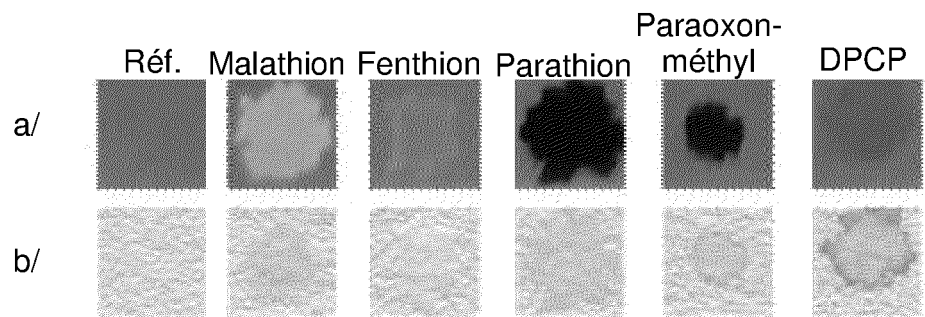 Réf. Malathion Fenthion Parathion Paraoxon-
méthyl DPCP
a/
b/